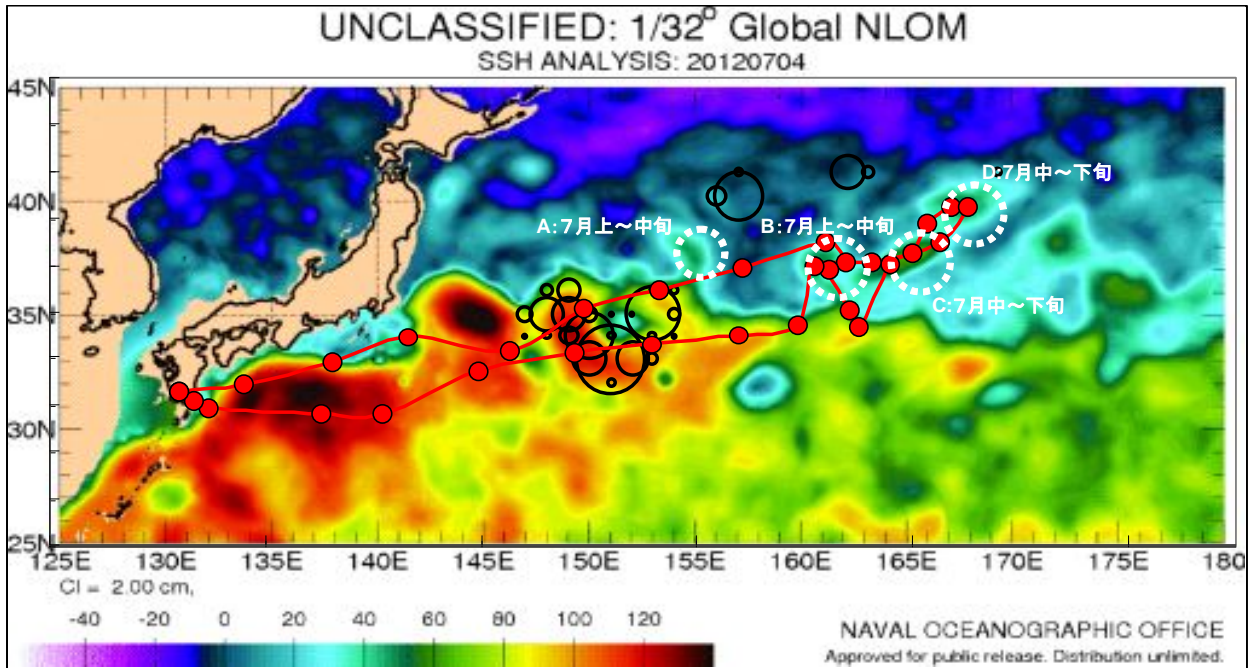 UNCLASSIFIED: 1/32° Global NLOM
SSH ANALYSIS: 20120704
45N
40N
35N
30N
25N
D:7月中～下旬
A:7月上～中旬
B:7月上～中旬
C:7月中～下旬
125E 130E 135E 140E 145E 150E 155E 160E 165E 170E 175E 180
CI = 2.00 cm,
-40 -20 0 20 40 60 80 100 120
NAVAL OCEANOGRAPHIC OFFICE
Approved for public release. Distribution unlimited.